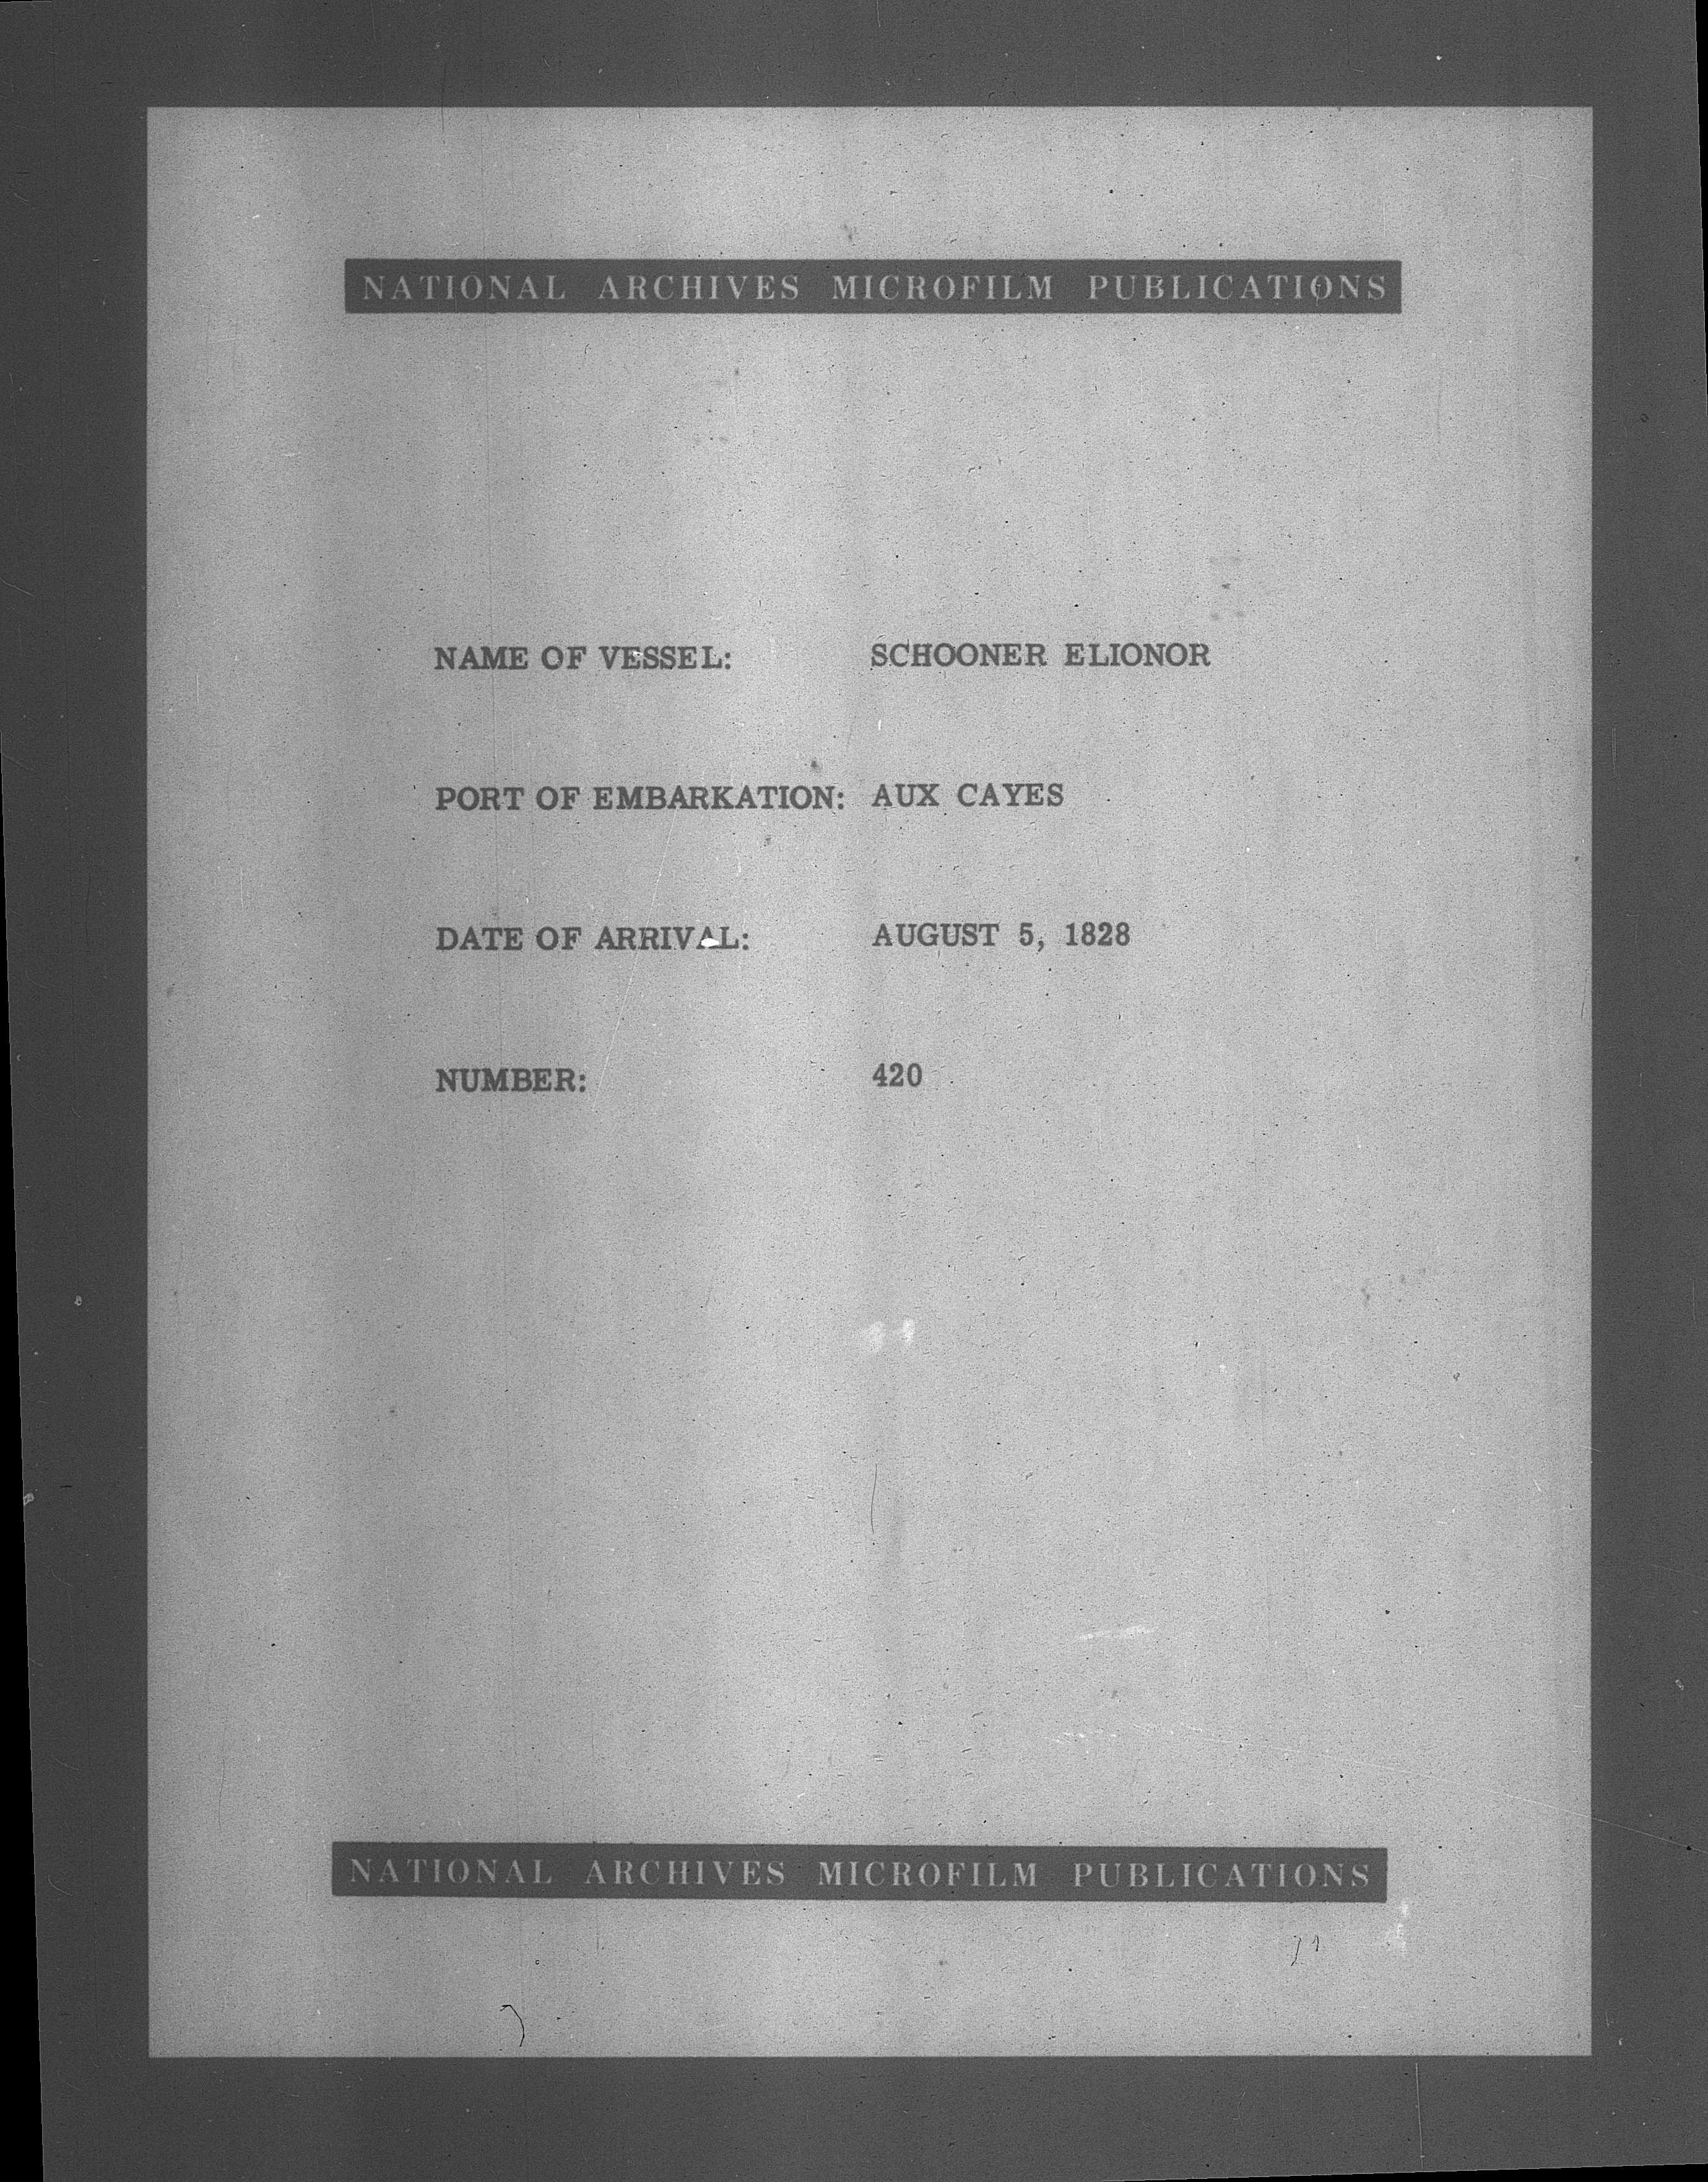 NATIONAL ARCHIVES MICROFILM PUBLICATIONS
NAME OF VESSEL: SCHOONER ELIONOR
PORT OF EMBARKATION: AUX CAYES
DATE OF ARRIVAL: AUGUST 5, 1828
NUMBER: 420
NATIONAL ARCHIVES MICROFILM PUBLICATIONS